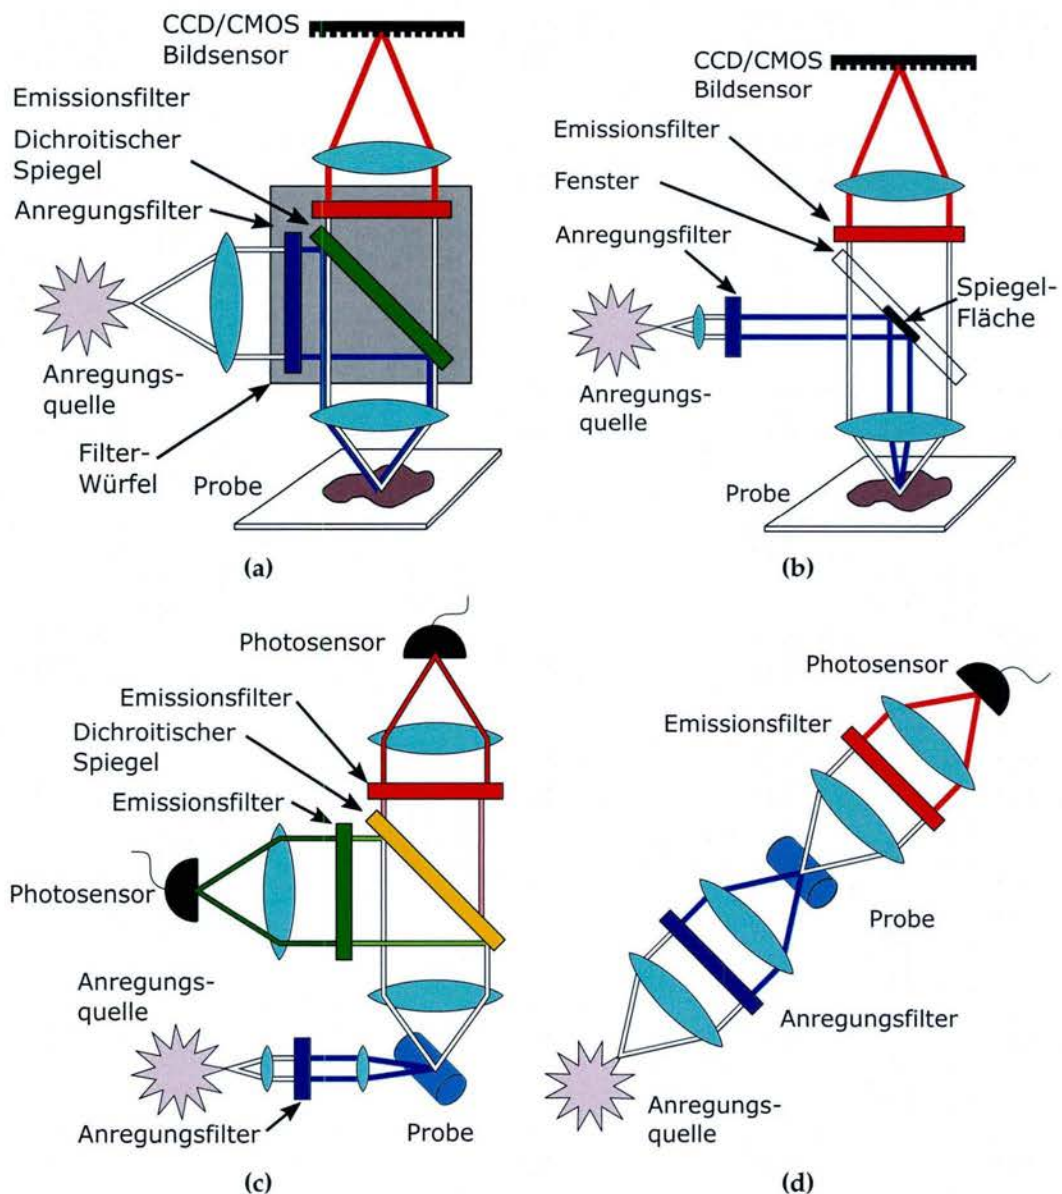 CCD/CMOS
Bildsensor
Emissionsfilter
Dichroitischer
Spiegel
Anregungsfilter
Anregungs-
quelle
Filter-
Würfel
Probe
(a)
CCD/CMOS
Bildsensor
Emissionsfilter
Fenster
Anregungsfilter
Spiegel-
Fläche
Anregungs-
quelle
Probe
(b)
Photosensor
Emissionsfilter
Dichroitischer
Spiegel
Emissionsfilter
Photosensor
Anregungs-
quelle
Anregungsfilter
Probe
(c)
Photosensor
Emissionsfilter
Probe
Anregungsfilter
Anregungs-
quelle
(d)